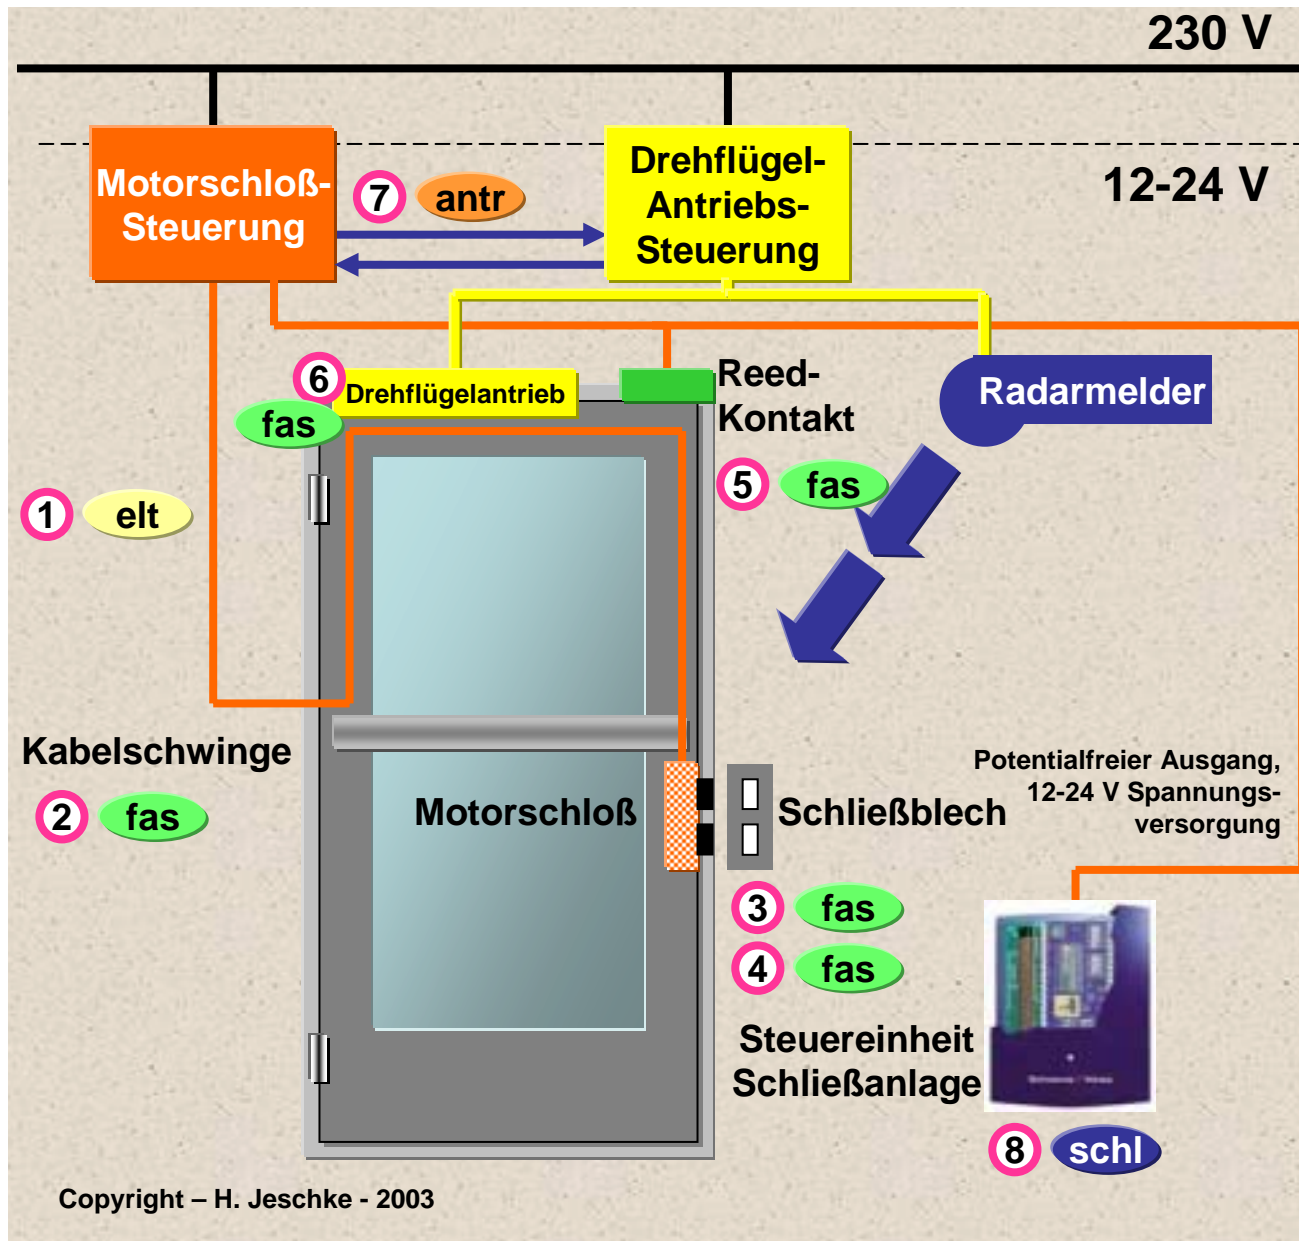 230 V
12-24 V
Motorschloß-
Steuerung
7 antr
Drehflügel-
Antriebs-
Steuerung
6
Drehflügelantrieb
fas
Reed-
Kontakt
Radarmelder
5 fas
1 elt
Kabelschwinge
2 fas
Motorschloß
Schließblech
Potentialfreier Ausgang,
12-24 V Spannungs-
versorgung
3 fas
4 fas
Steuereinheit
Schließanlage
8 schl
Copyright – H. Jeschke - 2003